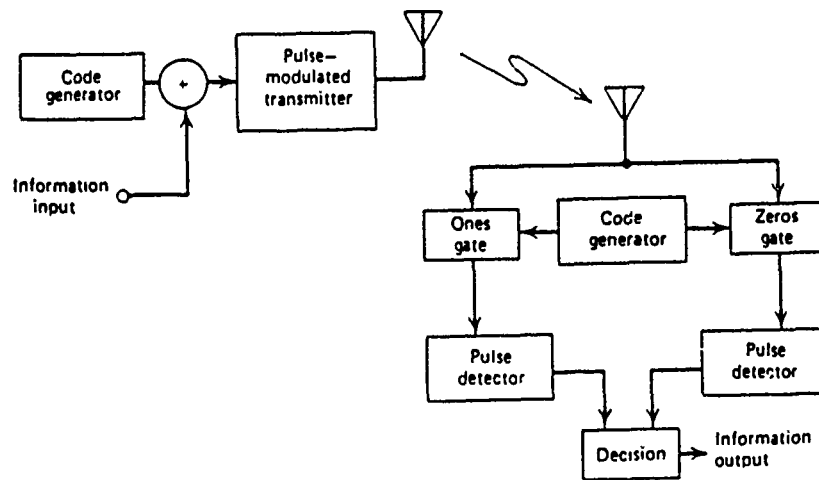 Code
generator
+
Pulse-
modulated
transmitter
Information
input
Ones
gate
Code
generator
Zeros
gate
Pulse
detector
Pulse
detector
Decision
Information
output